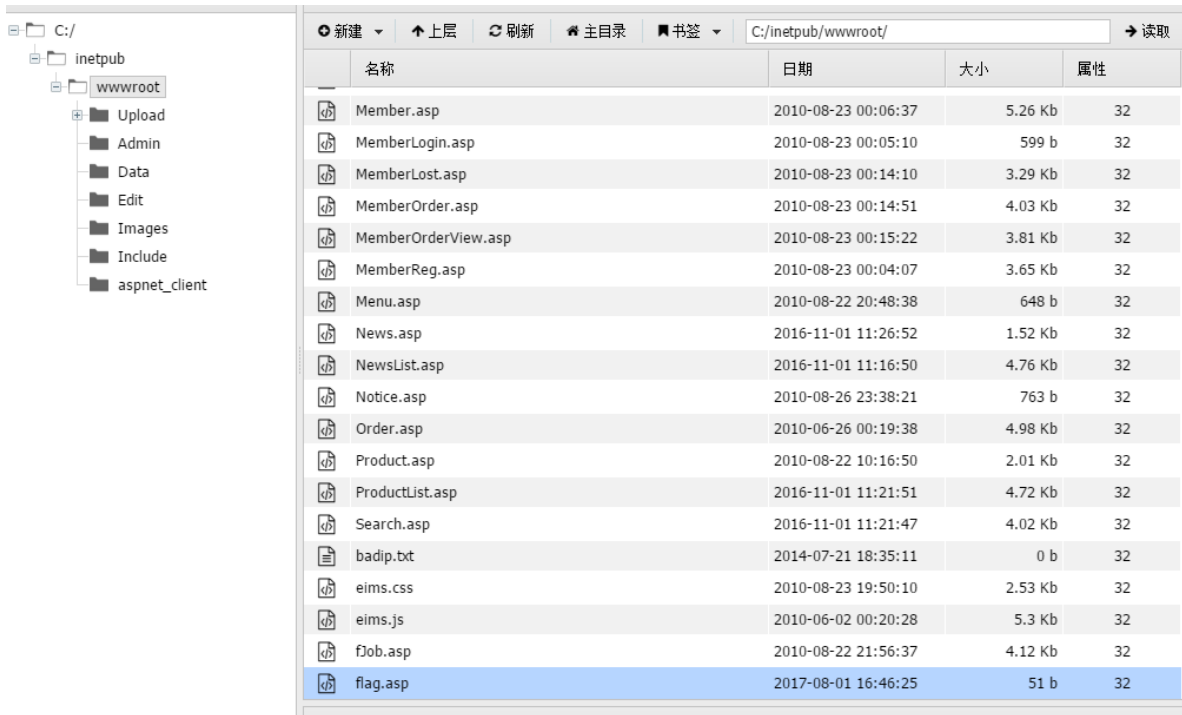 C:/
inetpub
wwwroot
Upload
Admin
Data
Edit
Images
Include
aspnet_client
新建 上层 刷新 主目录 书签 C:/inetpub/wwwroot/ 读取
名称 日期 大小 属性
Member.asp 2010-08-23 00:06:37 5.26 Kb 32
MemberLogin.asp 2010-08-23 00:05:10 599 b 32
MemberLost.asp 2010-08-23 00:14:10 3.29 Kb 32
MemberOrder.asp 2010-08-23 00:14:51 4.03 Kb 32
MemberOrderView.asp 2010-08-23 00:15:22 3.81 Kb 32
MemberReg.asp 2010-08-23 00:04:07 3.65 Kb 32
Menu.asp 2010-08-22 20:48:38 648 b 32
News.asp 2016-11-01 11:26:52 1.52 Kb 32
NewsList.asp 2016-11-01 11:16:50 4.76 Kb 32
Notice.asp 2010-08-26 23:38:21 763 b 32
Order.asp 2010-06-26 00:19:38 4.98 Kb 32
Product.asp 2010-08-22 10:16:50 2.01 Kb 32
ProductList.asp 2016-11-01 11:21:51 4.72 Kb 32
Search.asp 2016-11-01 11:21:47 4.02 Kb 32
badip.txt 2014-07-21 18:35:11 0 b 32
eims.css 2010-08-23 19:50:10 2.53 Kb 32
eims.js 2010-06-02 00:20:28 5.3 Kb 32
fJob.asp 2010-08-22 21:56:37 4.12 Kb 32
flag.asp 2017-08-01 16:46:25 51 b 32